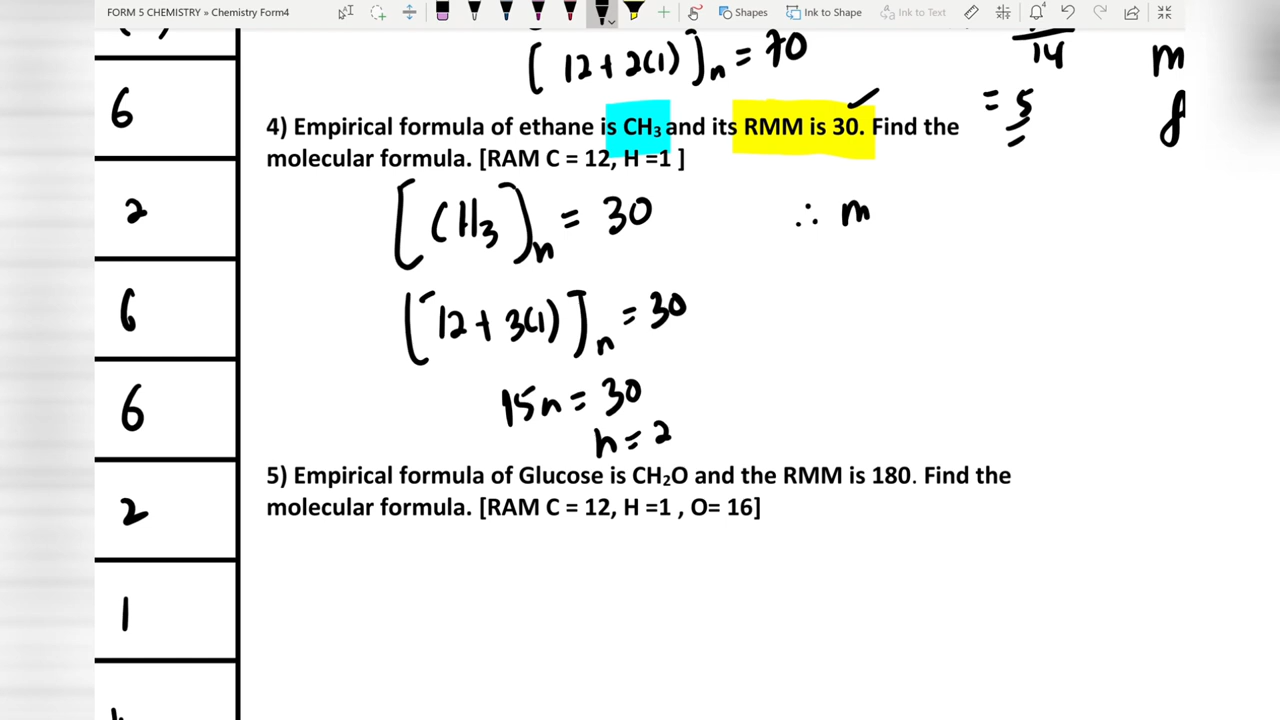 FORM 5 CHEMISTRY » Chemistry Form4
Shapes
Ink to Shape
Ink to Text
4
[12+2(1)]n = 70
14
= 5
m
f
6
2
6
6
2
1
4) Empirical formula of ethane is CH₃ and its RMM is 30. Find the
molecular formula. [RAM C = 12, H =1 ]
[CH₃]n = 30
∴ m
[12+3(1)]n = 30
15n = 30
n = 2
5) Empirical formula of Glucose is CH₂O and the RMM is 180. Find the
molecular formula. [RAM C = 12, H =1 , O= 16]